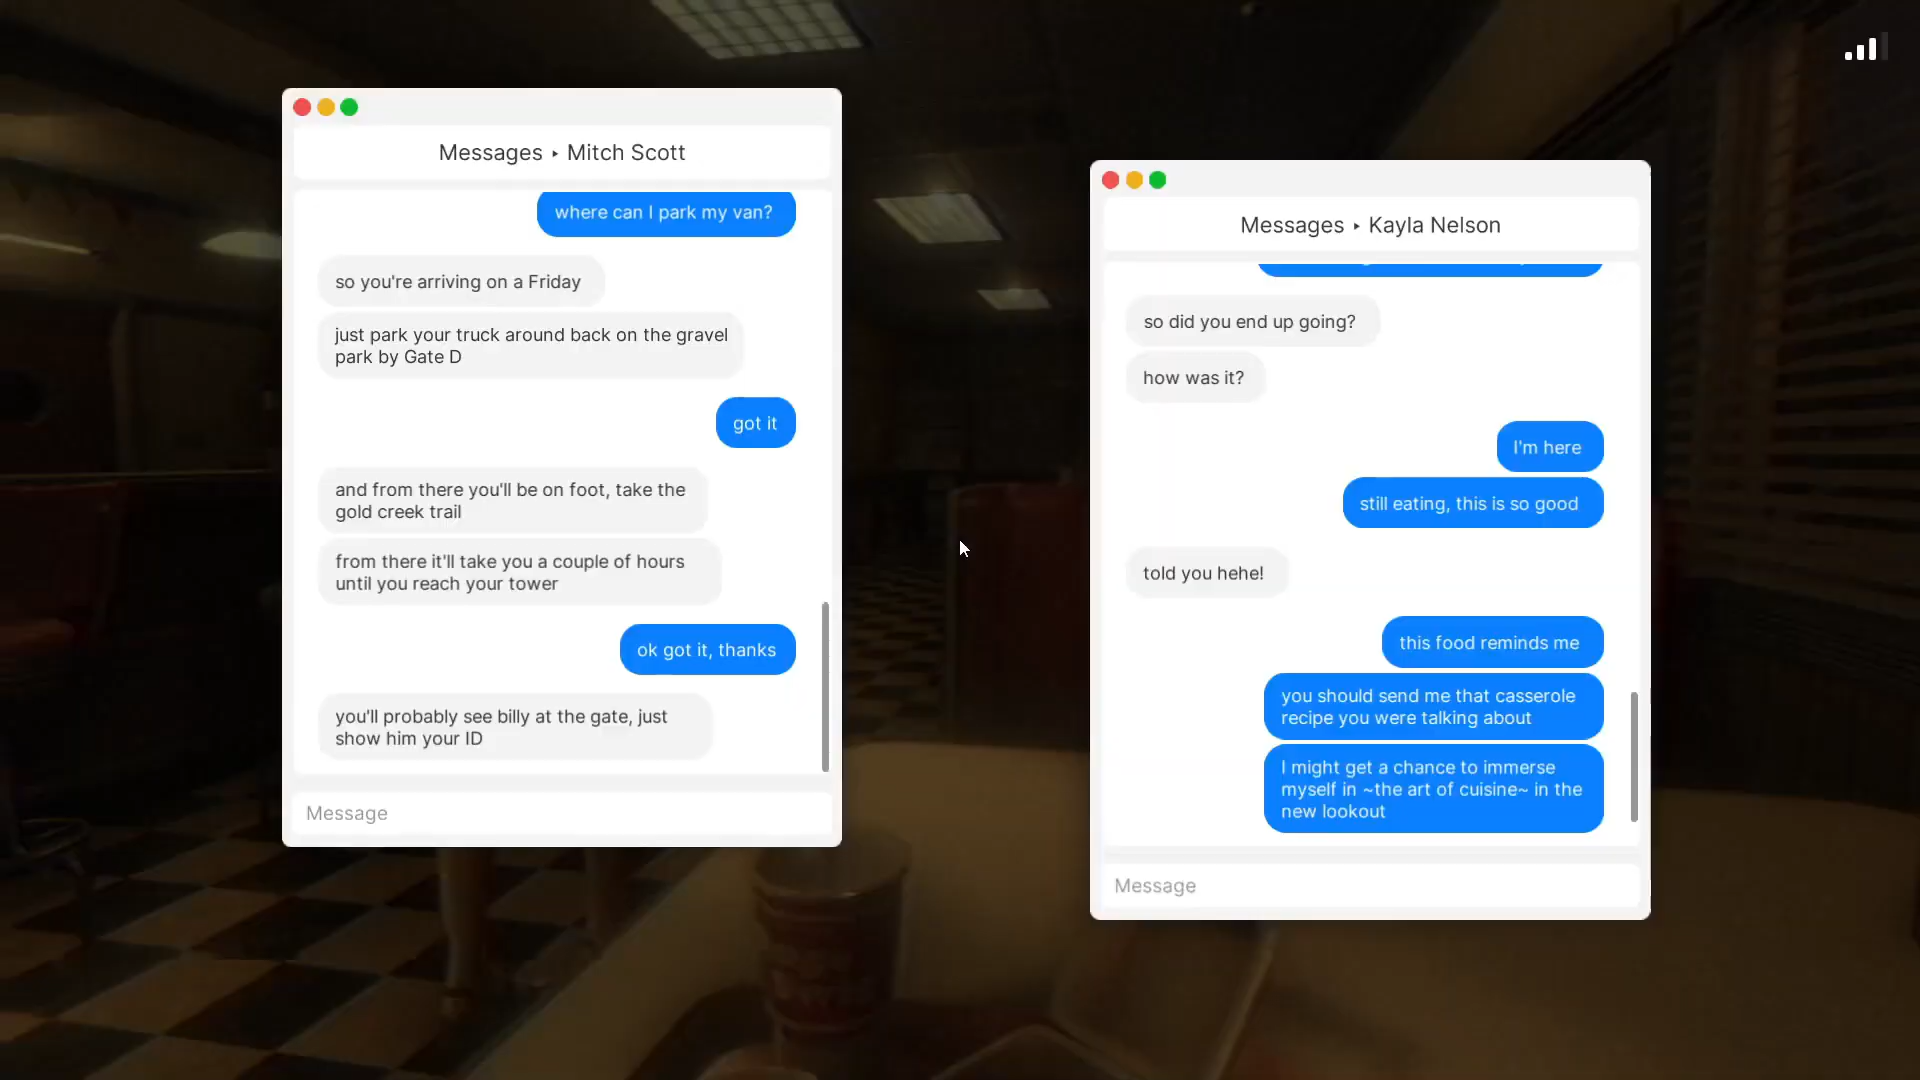 Messages ‣ Mitch Scott
where can I park my van?
so you're arriving on a Friday
just park your truck around back on the gravel
park by Gate D
got it
and from there you'll be on foot, take the
gold creek trail
from there it'll take you a couple of hours
until you reach your tower
ok got it, thanks
you'll probably see billy at the gate, just
show him your ID
Message
Messages ‣ Kayla Nelson
so did you end up going?
how was it?
I'm here
still eating, this is so good
told you hehe!
this food reminds me
you should send me that casserole
recipe you were talking about
I might get a chance to immerse
myself in ~the art of cuisine~ in the
new lookout
Message